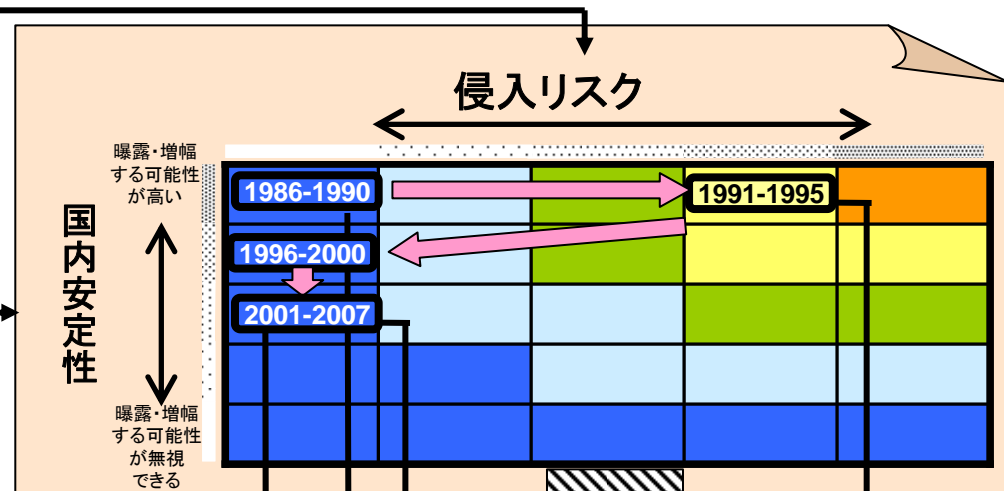 侵入リスク
曝露・増幅
する可能性
が高い
国内安定性
1986-1990
1991-1995
1996-2000
2001-2007
曝露・増幅
する可能性
が無視
できる